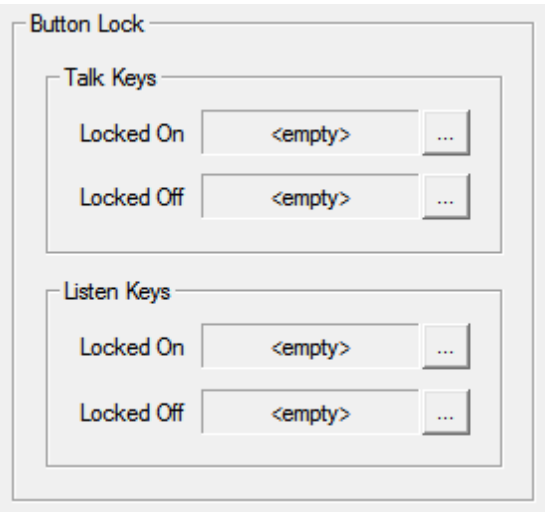 Button Lock
Talk Keys
Locked On <empty> ...
Locked Off <empty> ...
Listen Keys
Locked On <empty> ...
Locked Off <empty> ...